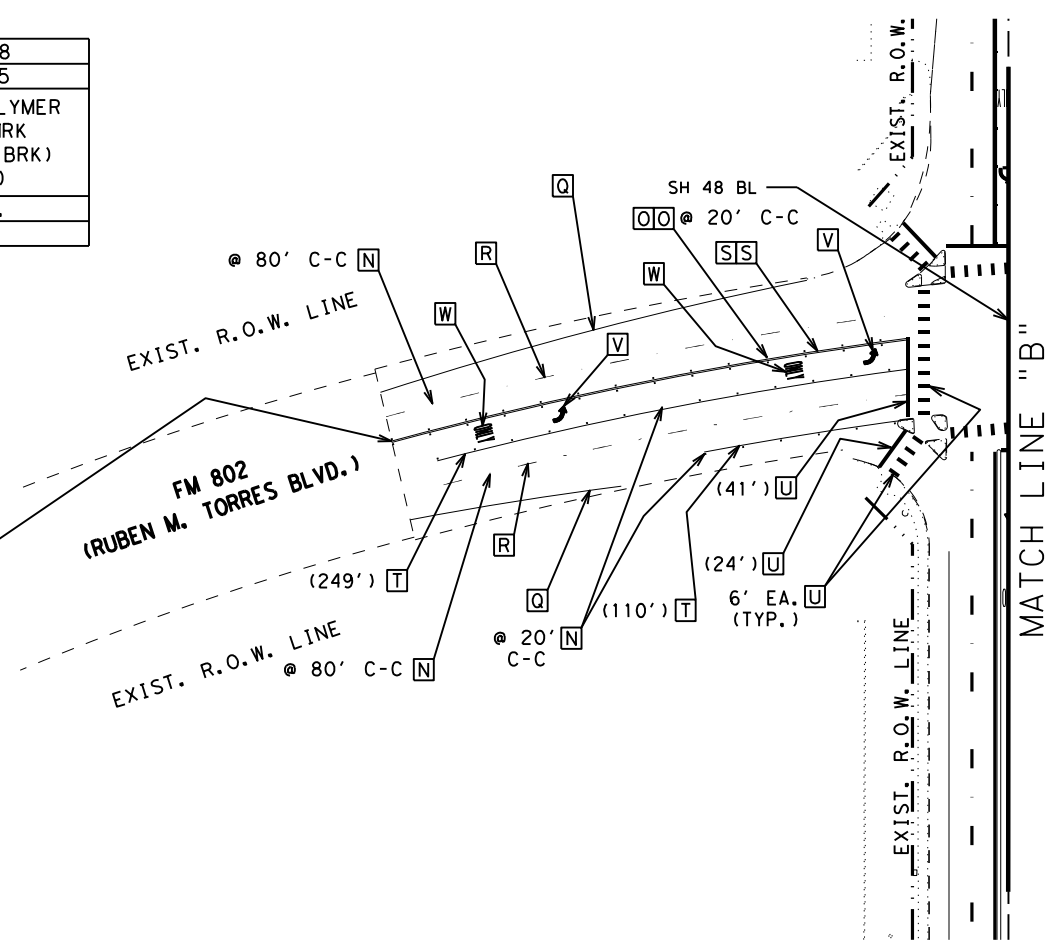 8
5
LYMER
BRK)
EXIST. R.O.W.
SH 48 BL
Q
OO @ 20' C-C
@ 80' C-C N
R
SS
V
W
W
EXIST. R.O.W. LINE
V
FM 802
(RUBEN M. TORRES BLVD.)
MATCH LINE "B"
(41') U
R
(24') U
(249') T
Q
(110') T
6' EA. U
(TYP.)
@ 20' N
C-C
EXIST. R.O.W. LINE
@ 80' C-C N
EXIST. R.O.W. LINE